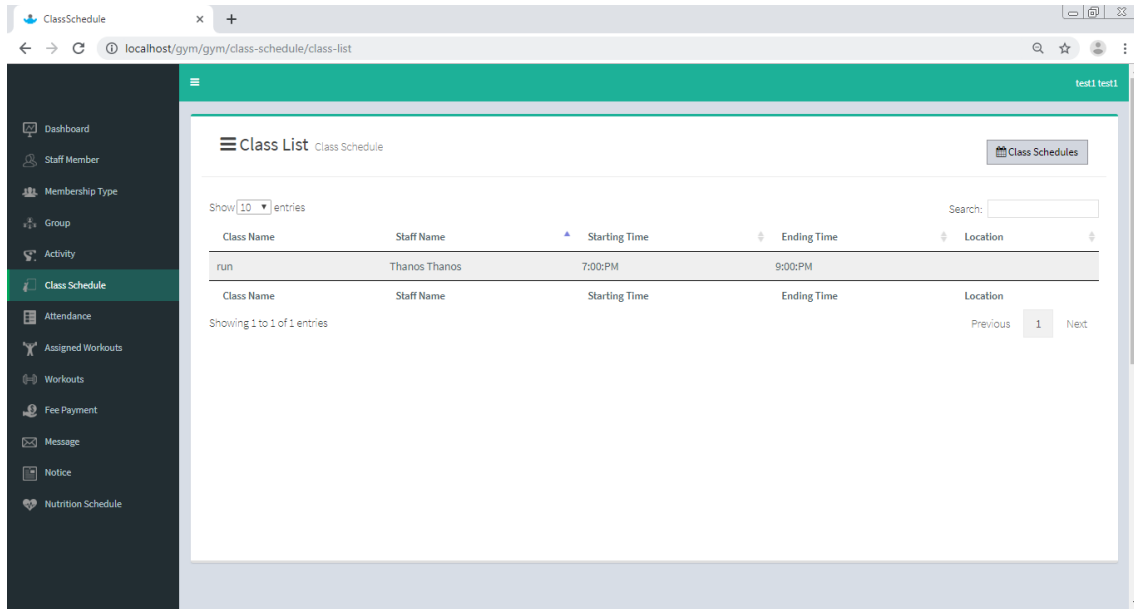 ClassSchedule
localhost/gym/gym/class-schedule/class-list
test1 test1
Dashboard
Staff Member
Membership Type
Group
Activity
Class Schedule
Attendance
Assigned Workouts
Workouts
Fee Payment
Message
Notice
Nutrition Schedule
Class List Class Schedule
Class Schedules
Show 10 entries
Search:
Class Name Staff Name Starting Time Ending Time Location
run Thanos Thanos 7:00:PM 9:00:PM
Class Name Staff Name Starting Time Ending Time Location
Showing 1 to 1 of 1 entries
Previous 1 Next